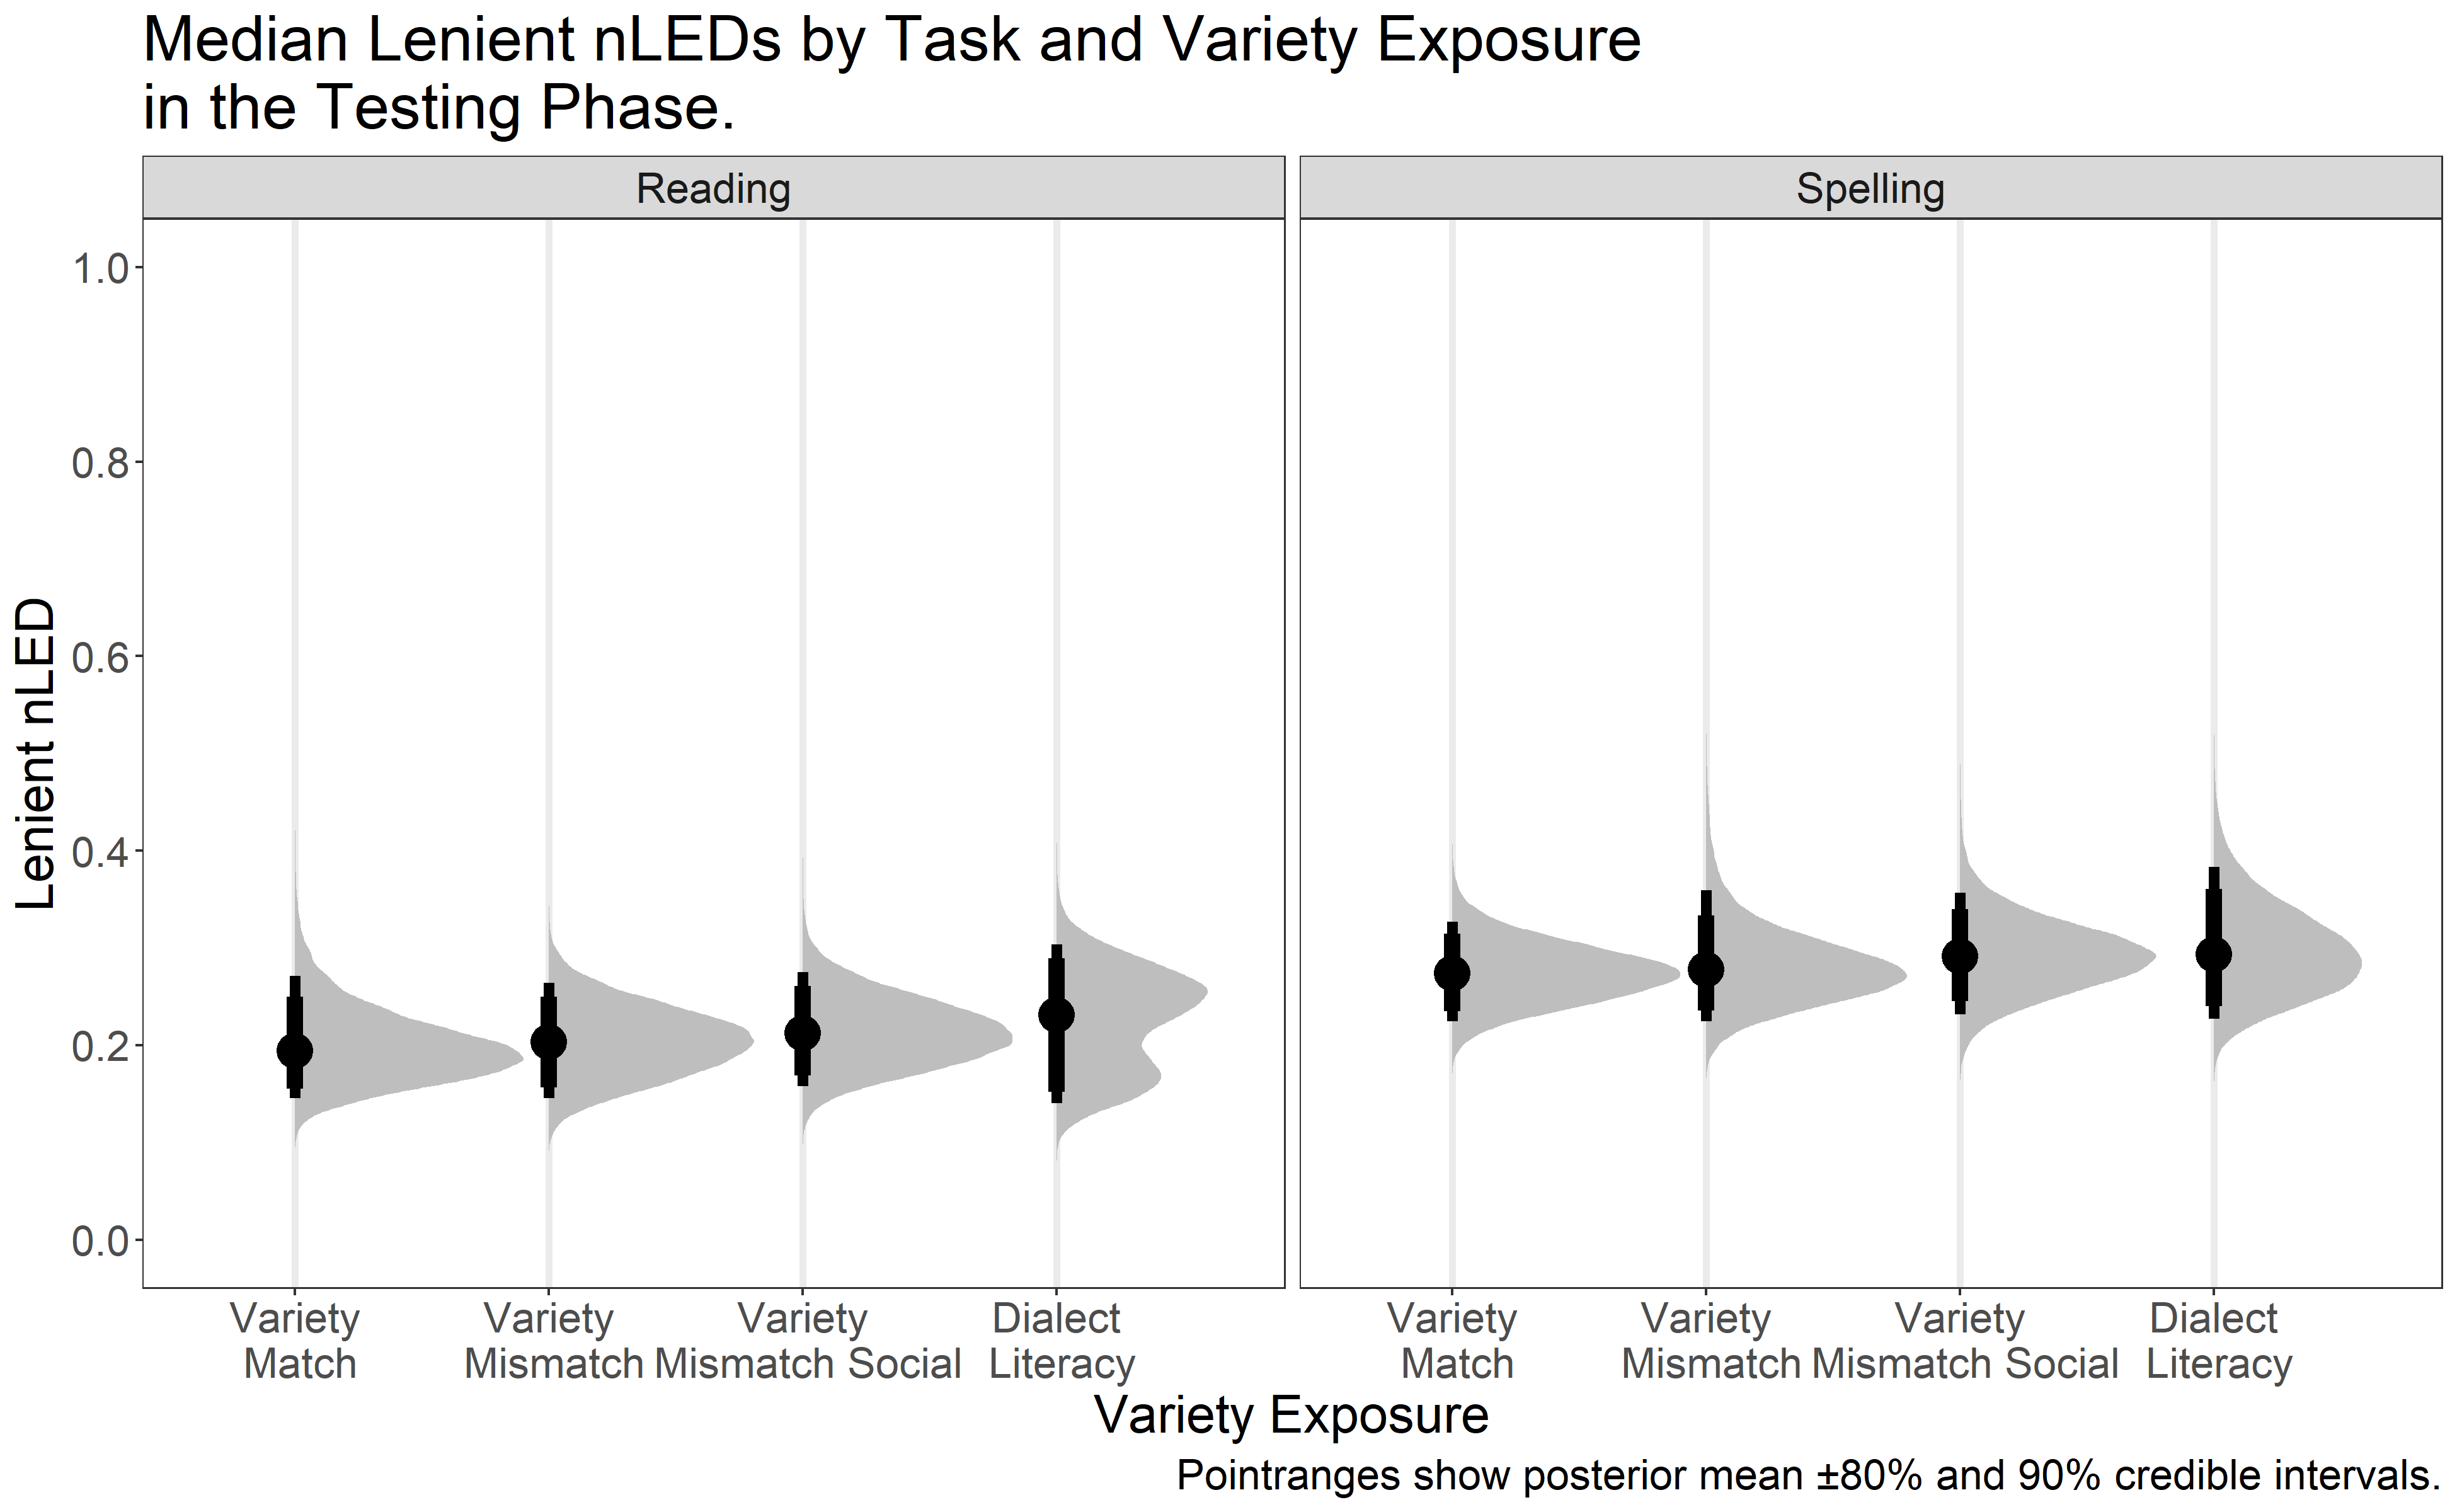 Median Lenient nLEDs by Task and Variety Exposure
in the Testing Phase.
Reading
Spelling
Lenient nLED
1.0
0.8
0.6
0.4
0.2
0.0
Variety
Match
Variety
Mismatch
Variety
Mismatch Social
Dialect
Literacy
Variety
Match
Variety
Mismatch
Variety
Mismatch Social
Dialect
Literacy
Variety Exposure
Pointranges show posterior mean ±80% and 90% credible intervals.